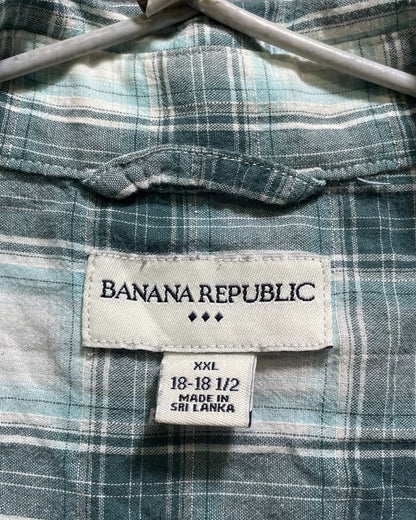 BANANA REPUBLIC
XXL
18-18 1/2
MADE IN
SRI LANKA